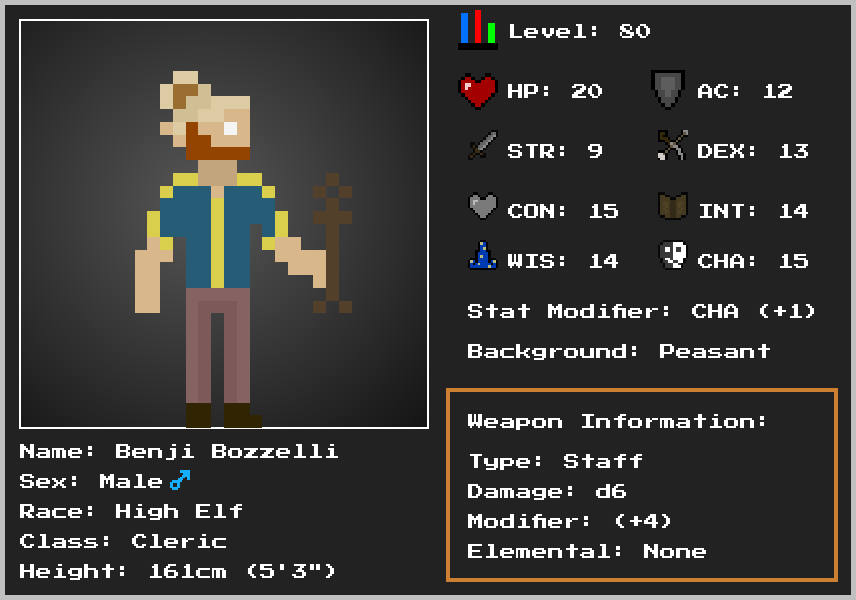 Level: 80
HP: 20 AC: 12
STR: 9 DEX: 13
CON: 15 INT: 14
WIS: 14 CHA: 15
Stat Modifier: CHA (+1)
Background: Peasant
Weapon Information:
Type: Staff
Damage: d6
Modifier: (+4)
Elemental: None
Name: Benji Bozzelli
Sex: Male♂
Race: High Elf
Class: Cleric
Height: 161cm (5'3")